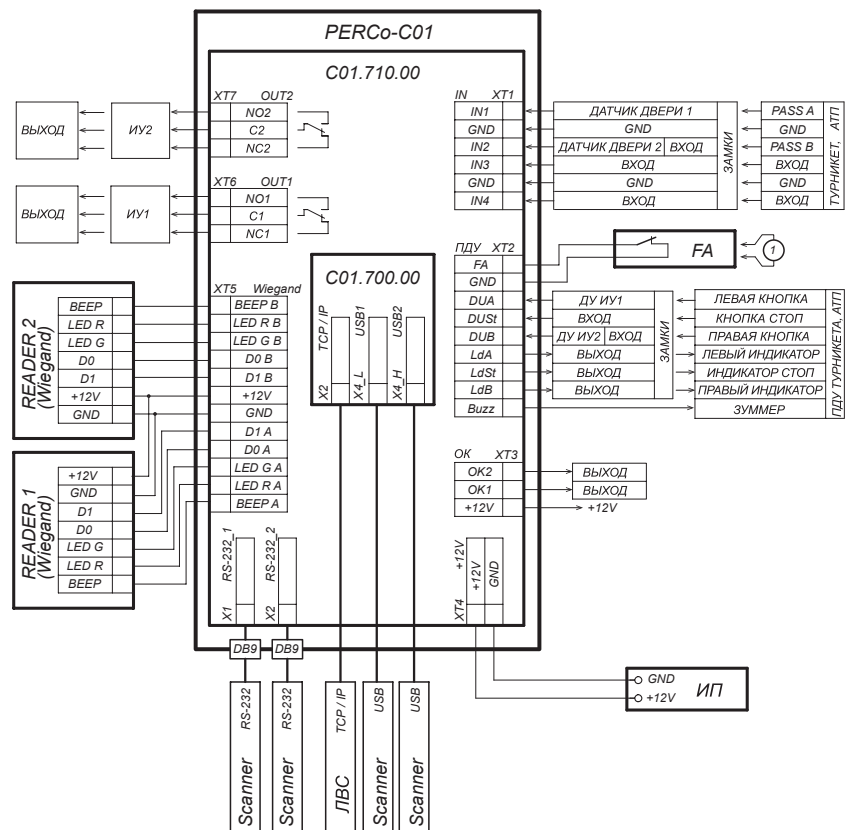 PERCo-C01
C01.710.00
XT7 OUT2
NO2
C2
NC2
ИУ2
ВЫХОД
XT6 OUT1
NO1
C1
NC1
ИУ1
ВЫХОД
XT5 Wiegand
BEEP B
LED R B
LED G B
D0 B
D1 B
+12V
GND
D1 A
D0 A
LED G A
LED R A
BEEP A
READER 2
(Wiegand)
BEEP
LED R
LED G
D0
D1
+12V
GND
READER 1
(Wiegand)
+12V
GND
D1
D0
LED G
LED R
BEEP
C01.700.00
X2 TCP / IP
X4_L USB1
X4_H USB2
X1 RS-232_1
X2 RS-232_2
DB9
DB9
Scanner RS-232
Scanner RS-232
ЛВС TCP / IP
Scanner USB
Scanner USB
IN XT1
IN1
GND
IN2
IN3
GND
IN4
ДАТЧИК ДВЕРИ 1
GND
ДАТЧИК ДВЕРИ 2 ВХОД
ВХОД
GND
ВХОД
ЗАМКИ
PASS A
GND
PASS B
ВХОД
GND
ВХОД
ТУРНИКЕТ, АТП
ПДУ XT2
FA
GND
DUA
DUSt
DUB
LdA
LdSt
LdB
Buzz
FA
1
ДУ ИУ1
ВХОД
ДУ ИУ2 ВХОД
ВЫХОД
ВЫХОД
ВЫХОД
ЗАМКИ
ЛЕВАЯ КНОПКА
КНОПКА СТОП
ПРАВАЯ КНОПКА
ЛЕВЫЙ ИНДИКАТОР
ИНДИКАТОР СТОП
ПРАВЫЙ ИНДИКАТОР
ЗУММЕР
ПДУ ТУРНИКЕТА, АТП
OK XT3
OK2
OK1
+12V
ВЫХОД
ВЫХОД
+12V
XT4 +12V
+12V
GND
GND
+12V
ИП